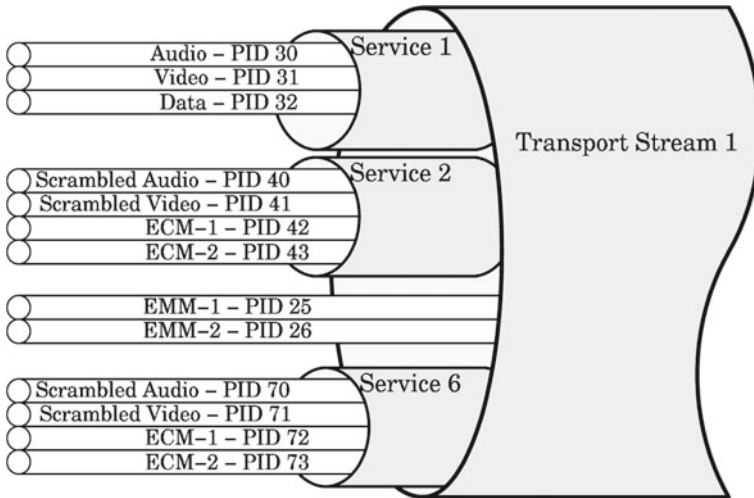 Audio – PID 30
Video – PID 31
Data – PID 32
Service 1
Scrambled Audio – PID 40
Scrambled Video – PID 41
ECM–1 – PID 42
ECM–2 – PID 43
Service 2
EMM–1 – PID 25
EMM–2 – PID 26
Scrambled Audio – PID 70
Scrambled Video – PID 71
ECM–1 – PID 72
ECM–2 – PID 73
Service 6
Transport Stream 1